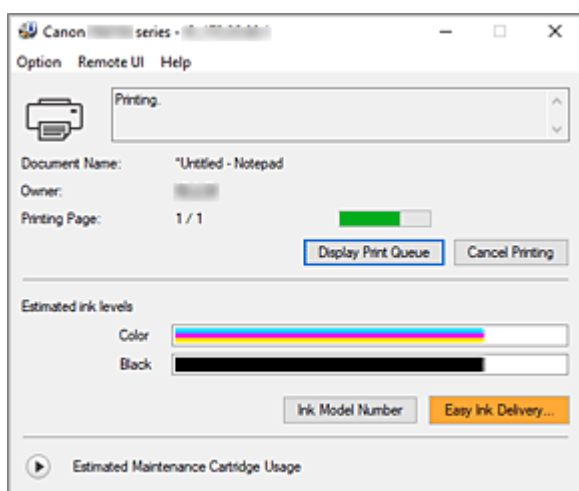 Canon series -
Option Remote UI Help
Printing.
Document Name: "Untitled - Notepad
Owner:
Printing Page: 1 / 1
Display Print Queue Cancel Printing
Estimated ink levels
Color
Black
Ink Model Number Easy Ink Delivery...
Estimated Maintenance Cartridge Usage